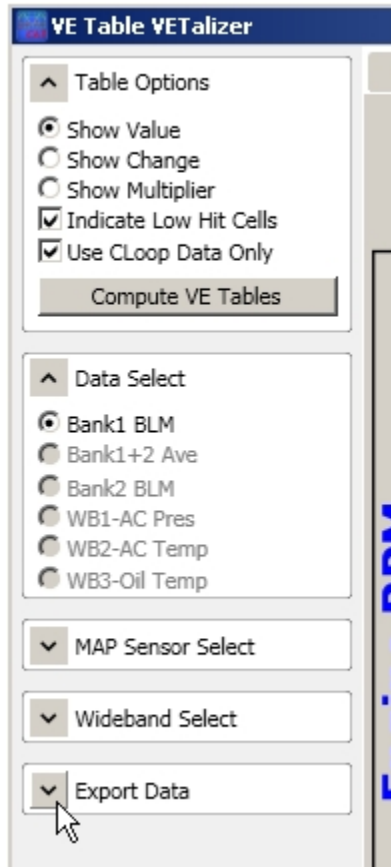 VE Table VETalizer
Table Options
Show Value
Show Change
Show Multiplier
Indicate Low Hit Cells
Use CLoop Data Only
Compute VE Tables
Data Select
Bank1 BLM
Bank1+2 Ave
Bank2 BLM
WB1-AC Pres
WB2-AC Temp
WB3-Oil Temp
MAP Sensor Select
Wideband Select
Export Data